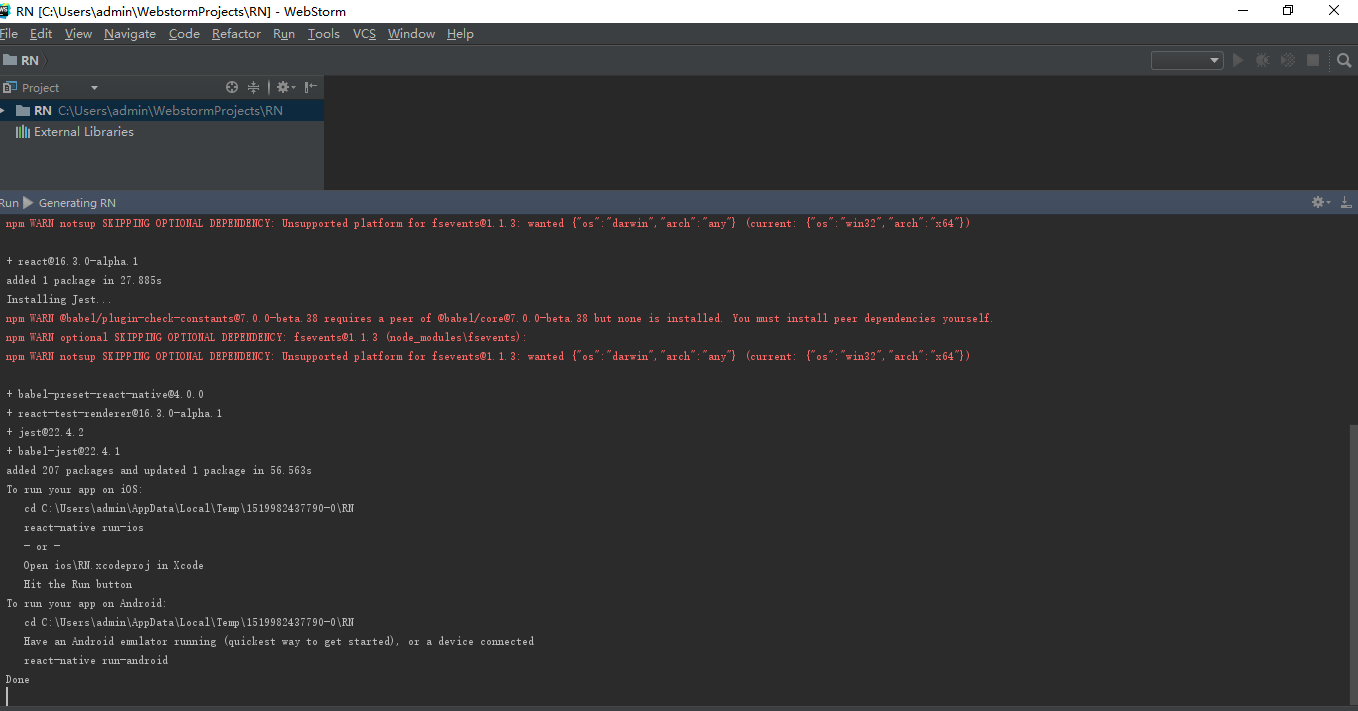 RN [C:\Users\admin\WebstormProjects\RN] - WebStorm
File Edit View Navigate Code Refactor Run Tools VCS Window Help
RN
Project
RN C:\Users\admin\WebstormProjects\RN
External Libraries
Run Generating RN
npm WARN notsup SKIPPING OPTIONAL DEPENDENCY: Unsupported platform for fsevents@1.1.3: wanted {"os":"darwin","arch":"any"} (current: {"os":"win32","arch":"x64"})
+ react@16.3.0-alpha.1
added 1 package in 27.885s
Installing Jest...
npm WARN @babel/plugin-check-constants@7.0.0-beta.38 requires a peer of @babel/core@7.0.0-beta.38 but none is installed. You must install peer dependencies yourself.
npm WARN optional SKIPPING OPTIONAL DEPENDENCY: fsevents@1.1.3 (node_modules\fsevents):
npm WARN notsup SKIPPING OPTIONAL DEPENDENCY: Unsupported platform for fsevents@1.1.3: wanted {"os":"darwin","arch":"any"} (current: {"os":"win32","arch":"x64"})
+ babel-preset-react-native@4.0.0
+ react-test-renderer@16.3.0-alpha.1
+ jest@22.4.2
+ babel-jest@22.4.1
added 207 packages and updated 1 package in 56.563s
To run your app on iOS:
cd C:\Users\admin\AppData\Local\Temp\1519982437790-0\RN
react-native run-ios
- or -
Open ios\RN.xcodeproj in Xcode
Hit the Run button
To run your app on Android:
cd C:\Users\admin\AppData\Local\Temp\1519982437790-0\RN
Have an Android emulator running (quickest way to get started), or a device connected
react-native run-android
Done